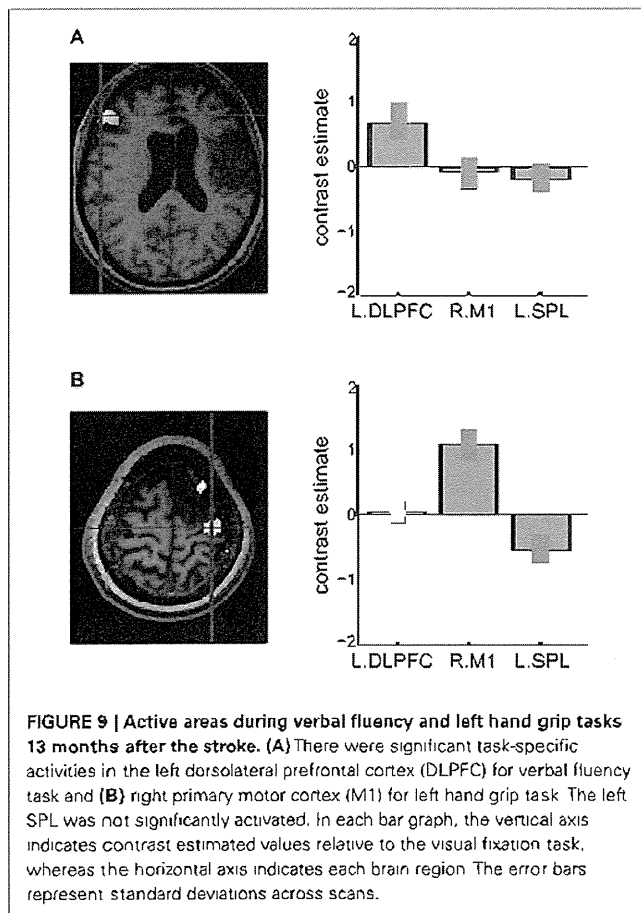 A
2
1
0
−1
−2
contrast estimate
L.DLPFC R.M1 L.SPL
B
2
1
0
−1
−2
contrast estimate
L.DLPFC R.M1 L.SPL
FIGURE 9 | Active areas during verbal fluency and left hand grip tasks
13 months after the stroke. (A) There were significant task-specific
activities in the left dorsolateral prefrontal cortex (DLPFC) for verbal fluency
task and (B) right primary motor cortex (M1) for left hand grip task The left
SPL was not significantly activated. In each bar graph, the vertical axis
indicates contrast estimated values relative to the visual fixation task,
whereas the horizontal axis indicates each brain region The error bars
represent standard deviations across scans.